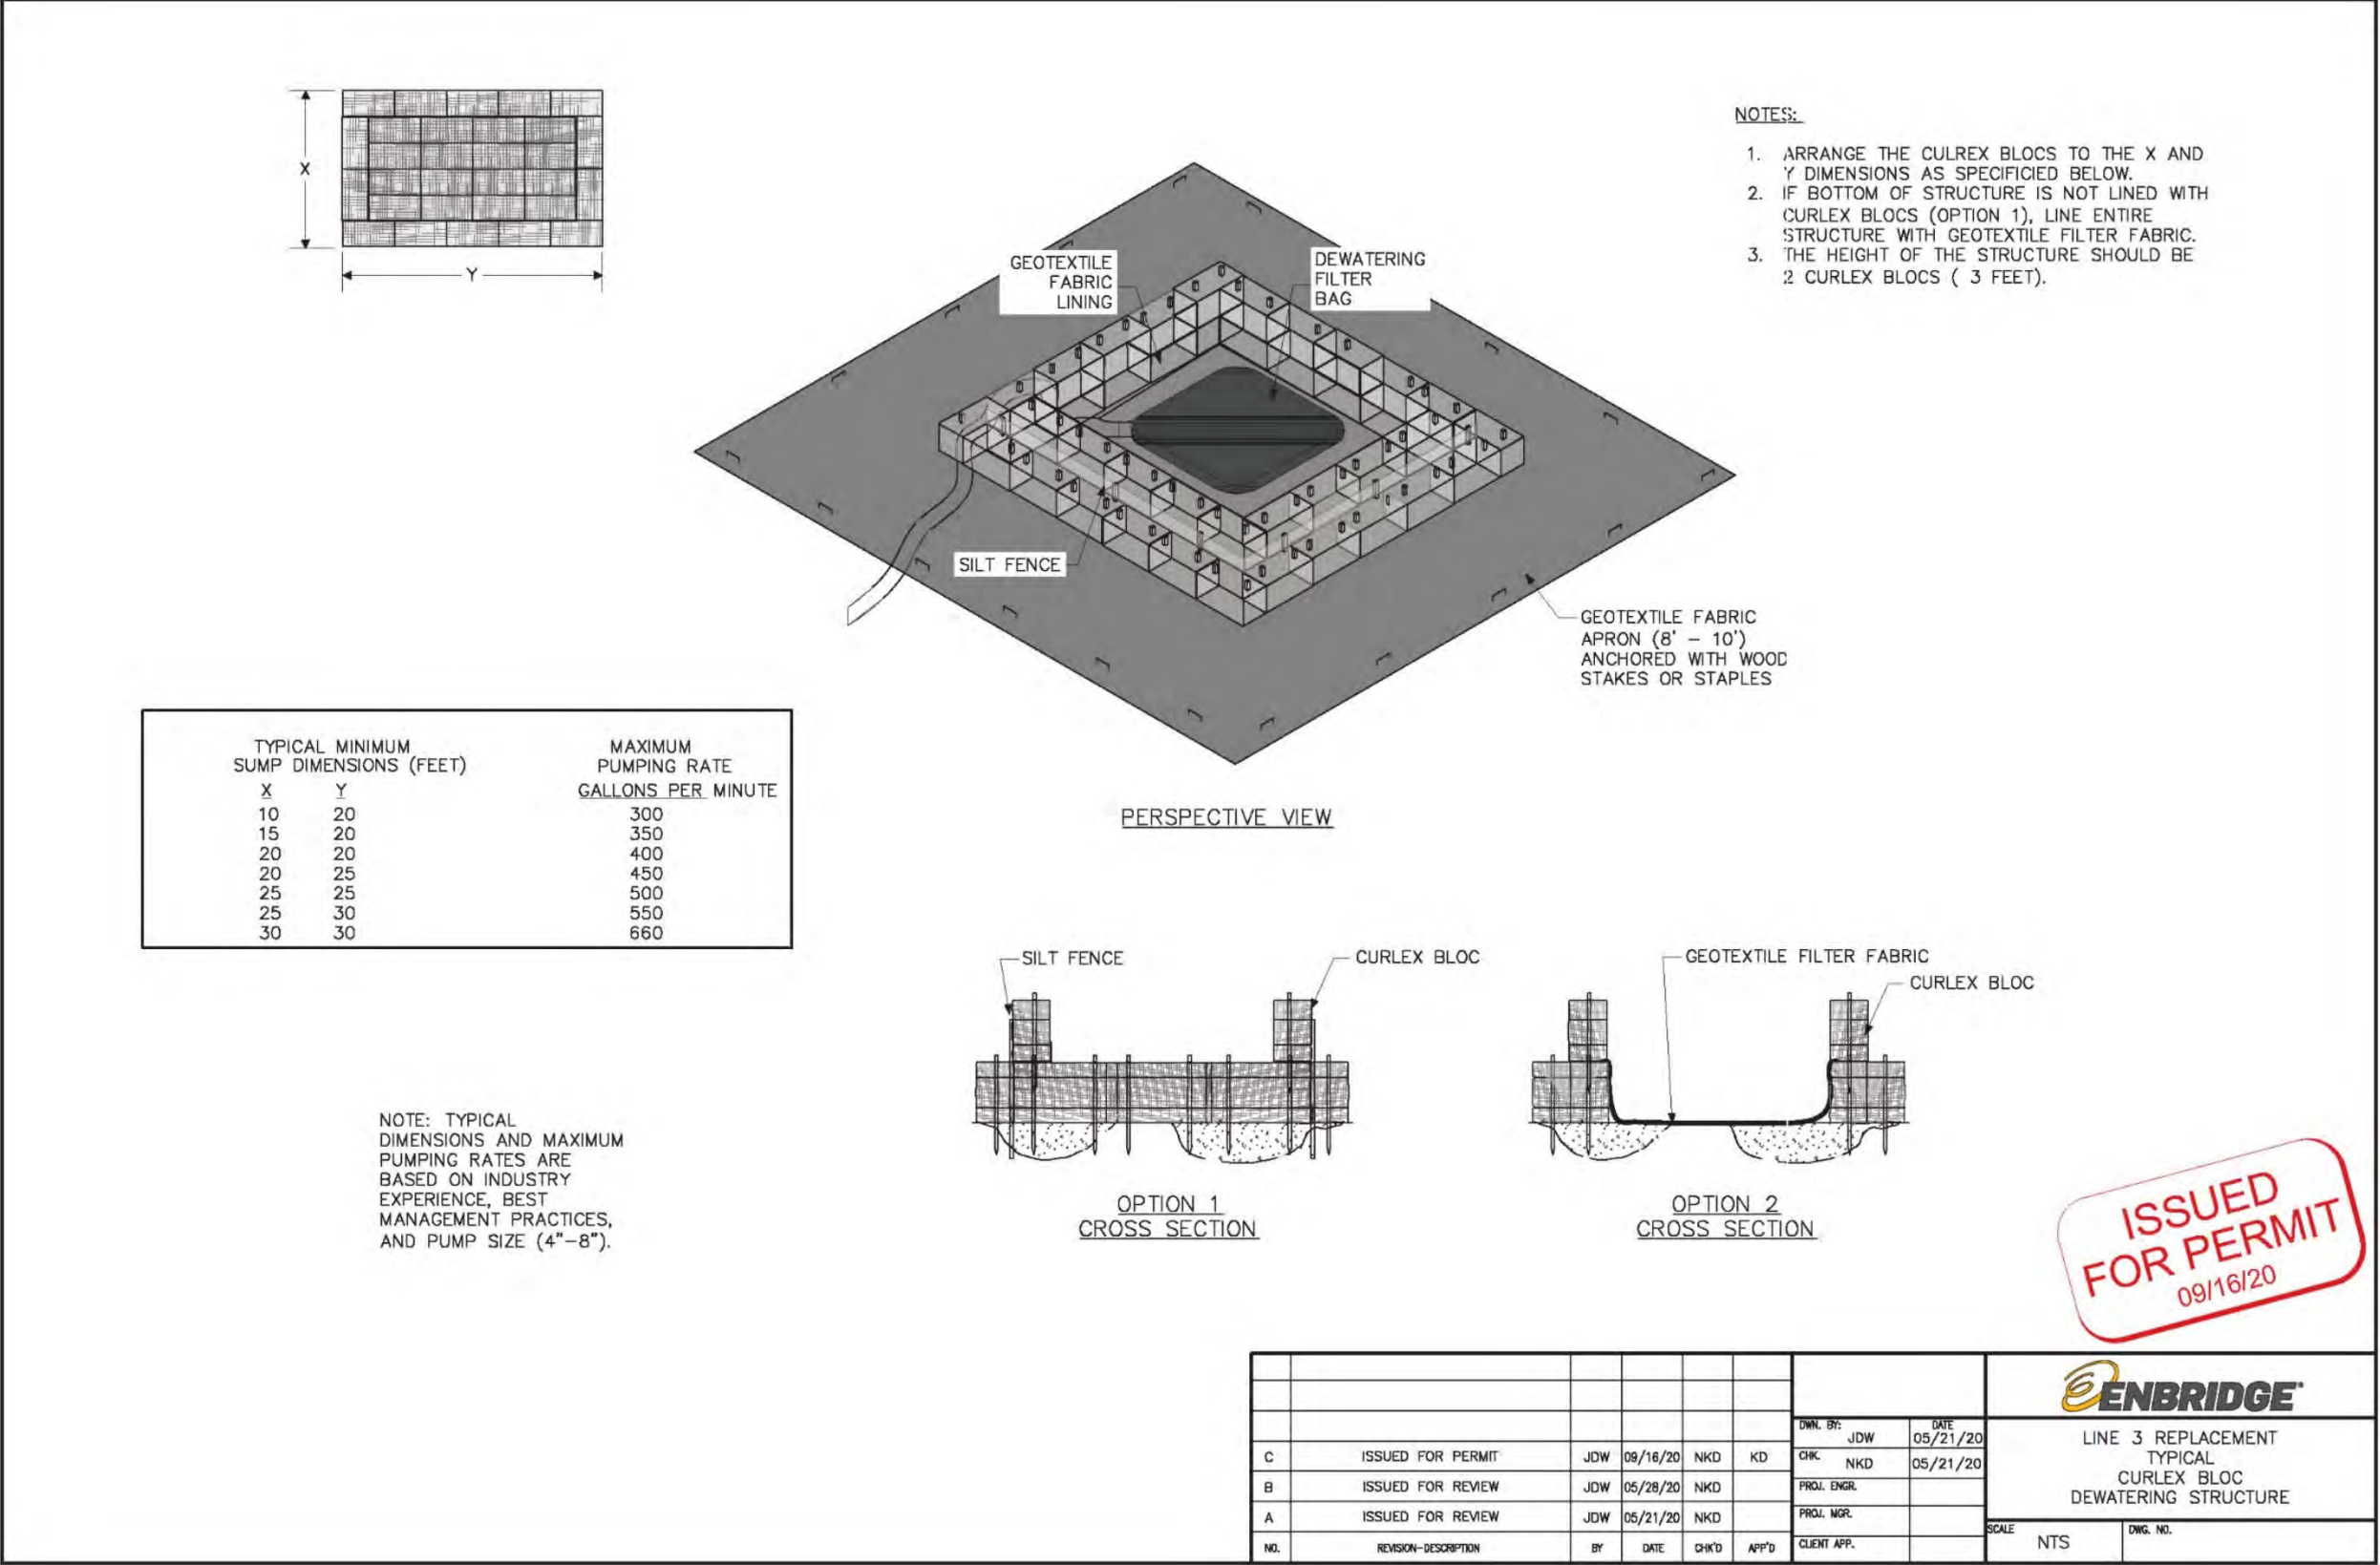 X
Y
NOTES:
1. ARRANGE THE CULREX BLOCS TO THE X AND
Y DIMENSIONS AS SPECIFICIED BELOW.
2. IF BOTTOM OF STRUCTURE IS NOT LINED WITH
CURLEX BLOCS (OPTION 1), LINE ENTIRE
STRUCTURE WITH GEOTEXTILE FILTER FABRIC.
3. THE HEIGHT OF THE STRUCTURE SHOULD BE
2 CURLEX BLOCS ( 3 FEET).
GEOTEXTILE
FABRIC
LINING
DEWATERING
FILTER
BAG
SILT FENCE
GEOTEXTILE FABRIC
APRON (8' - 10')
ANCHORED WITH WOOD
STAKES OR STAPLES
PERSPECTIVE VIEW
TYPICAL MINIMUM MAXIMUM
SUMP DIMENSIONS (FEET) PUMPING RATE
X Y GALLONS PER MINUTE
10 20 300
15 20 350
20 20 400
20 25 450
25 25 500
25 30 550
30 30 660
NOTE: TYPICAL
DIMENSIONS AND MAXIMUM
PUMPING RATES ARE
BASED ON INDUSTRY
EXPERIENCE, BEST
MANAGEMENT PRACTICES,
AND PUMP SIZE (4"-8").
SILT FENCE
CURLEX BLOC
OPTION 1
CROSS SECTION
GEOTEXTILE FILTER FABRIC
CURLEX BLOC
OPTION 2
CROSS SECTION
ISSUED
FOR PERMIT
09/16/20
C ISSUED FOR PERMIT JDW 09/16/20 NKD KD
B ISSUED FOR REVIEW JDW 05/28/20 NKD
A ISSUED FOR REVIEW JDW 05/21/20 NKD
NO. REVISION-DESCRIPTION BY DATE CHK'D APP'D
DWN. BY: DATE
JDW 05/21/20
CHK. NKD 05/21/20
PROJ. ENGR.
PROJ. MGR.
CLIENT APP.
ENBRIDGE
LINE 3 REPLACEMENT
TYPICAL
CURLEX BLOC
DEWATERING STRUCTURE
SCALE NTS
DWG. NO.